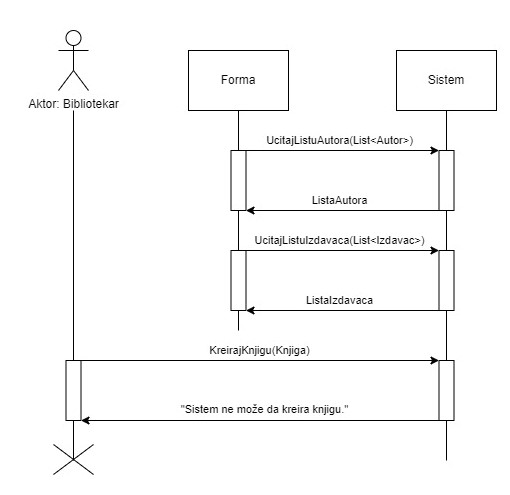 Aktor: Bibliotekar
Forma
Sistem
UcitajListuAutora(List<Autor>)
ListaAutora
UcitajListuIzdavaca(List<Izdavac>)
ListaIzdavaca
KreirajKnjigu(Knjiga)
"Sistem ne može da kreira knjigu."